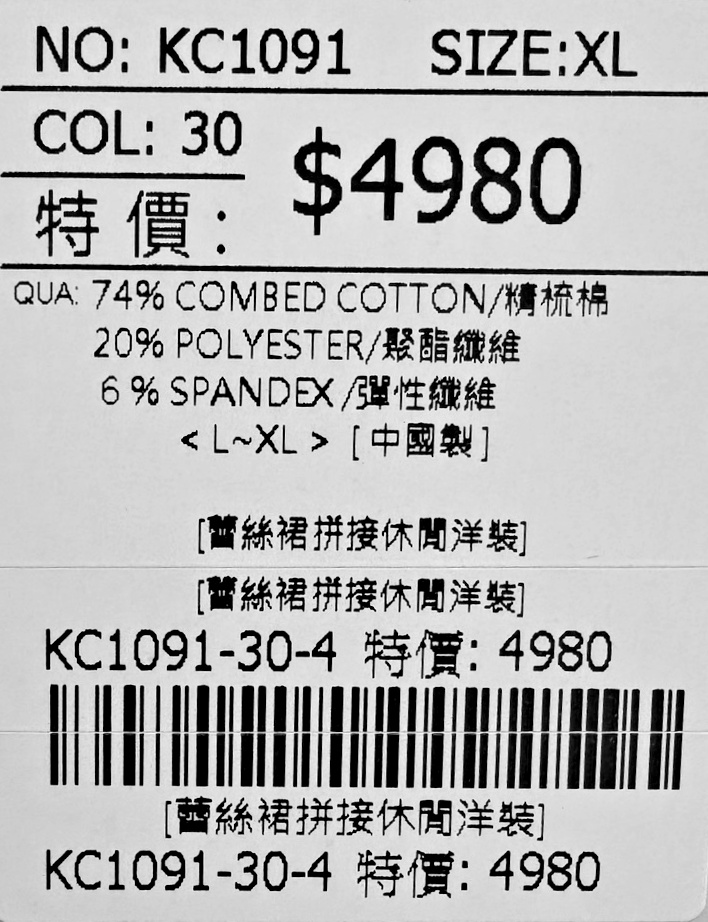 NO: KC1091 SIZE:XL
COL: 30
$4980
特價:
QUA: 74% COMBED COTTON/精梳棉
20% POLYESTER/聚酯纖維
6 % SPANDEX /彈性纖維
< L~XL > [中國製]
[蕾絲裙拼接休閒洋裝]
[蕾絲裙拼接休閒洋裝]
KC1091-30-4 特價: 4980
[蕾絲裙拼接休閒洋裝]
KC1091-30-4 特價: 4980